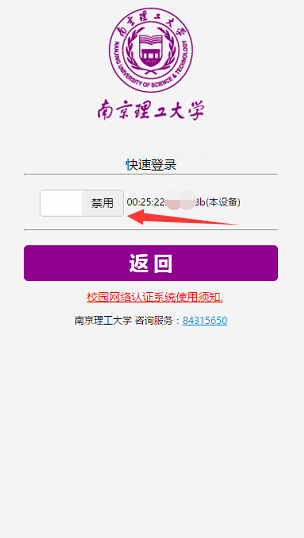 南京理工大学
NANJING UNIVERSITY OF SCIENCE & TECHNOLOGY
南京理工大学
快速登录
禁用 00:25:22 b(本设备)
返回
校园网络认证系统使用须知.
南京理工大学 咨询服务：84315650